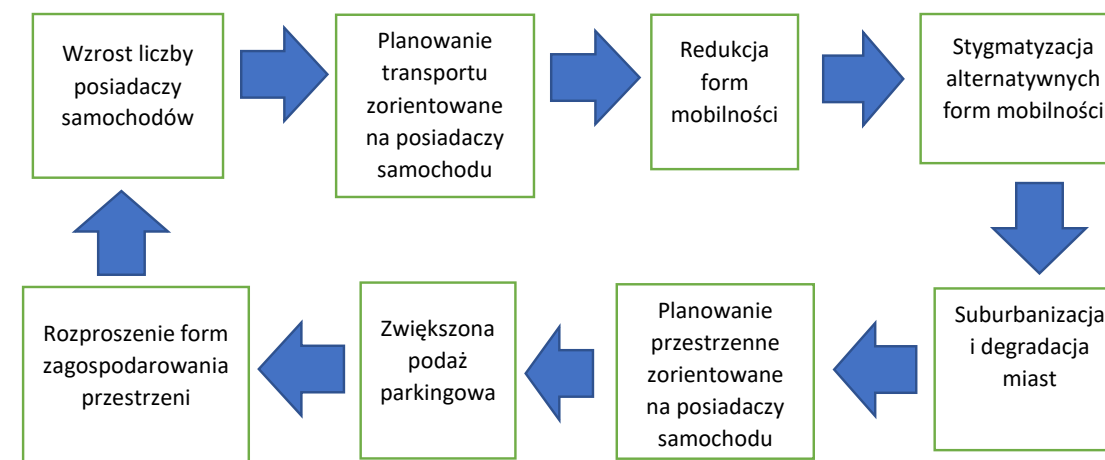 Wzrost liczby
posiadaczy
samochodów
Planowanie
transportu
zorientowane
na posiadaczy
samochodu
Redukcja
form
mobilności
Stygmatyzacja
alternatywnych
form mobilności
Suburbanizacja
i degradacja
miast
Planowanie
przestrzenne
zorientowane
na posiadaczy
samochodu
Zwiększona
podaż
parkingowa
Rozproszenie form
zagospodarowania
przestrzeni